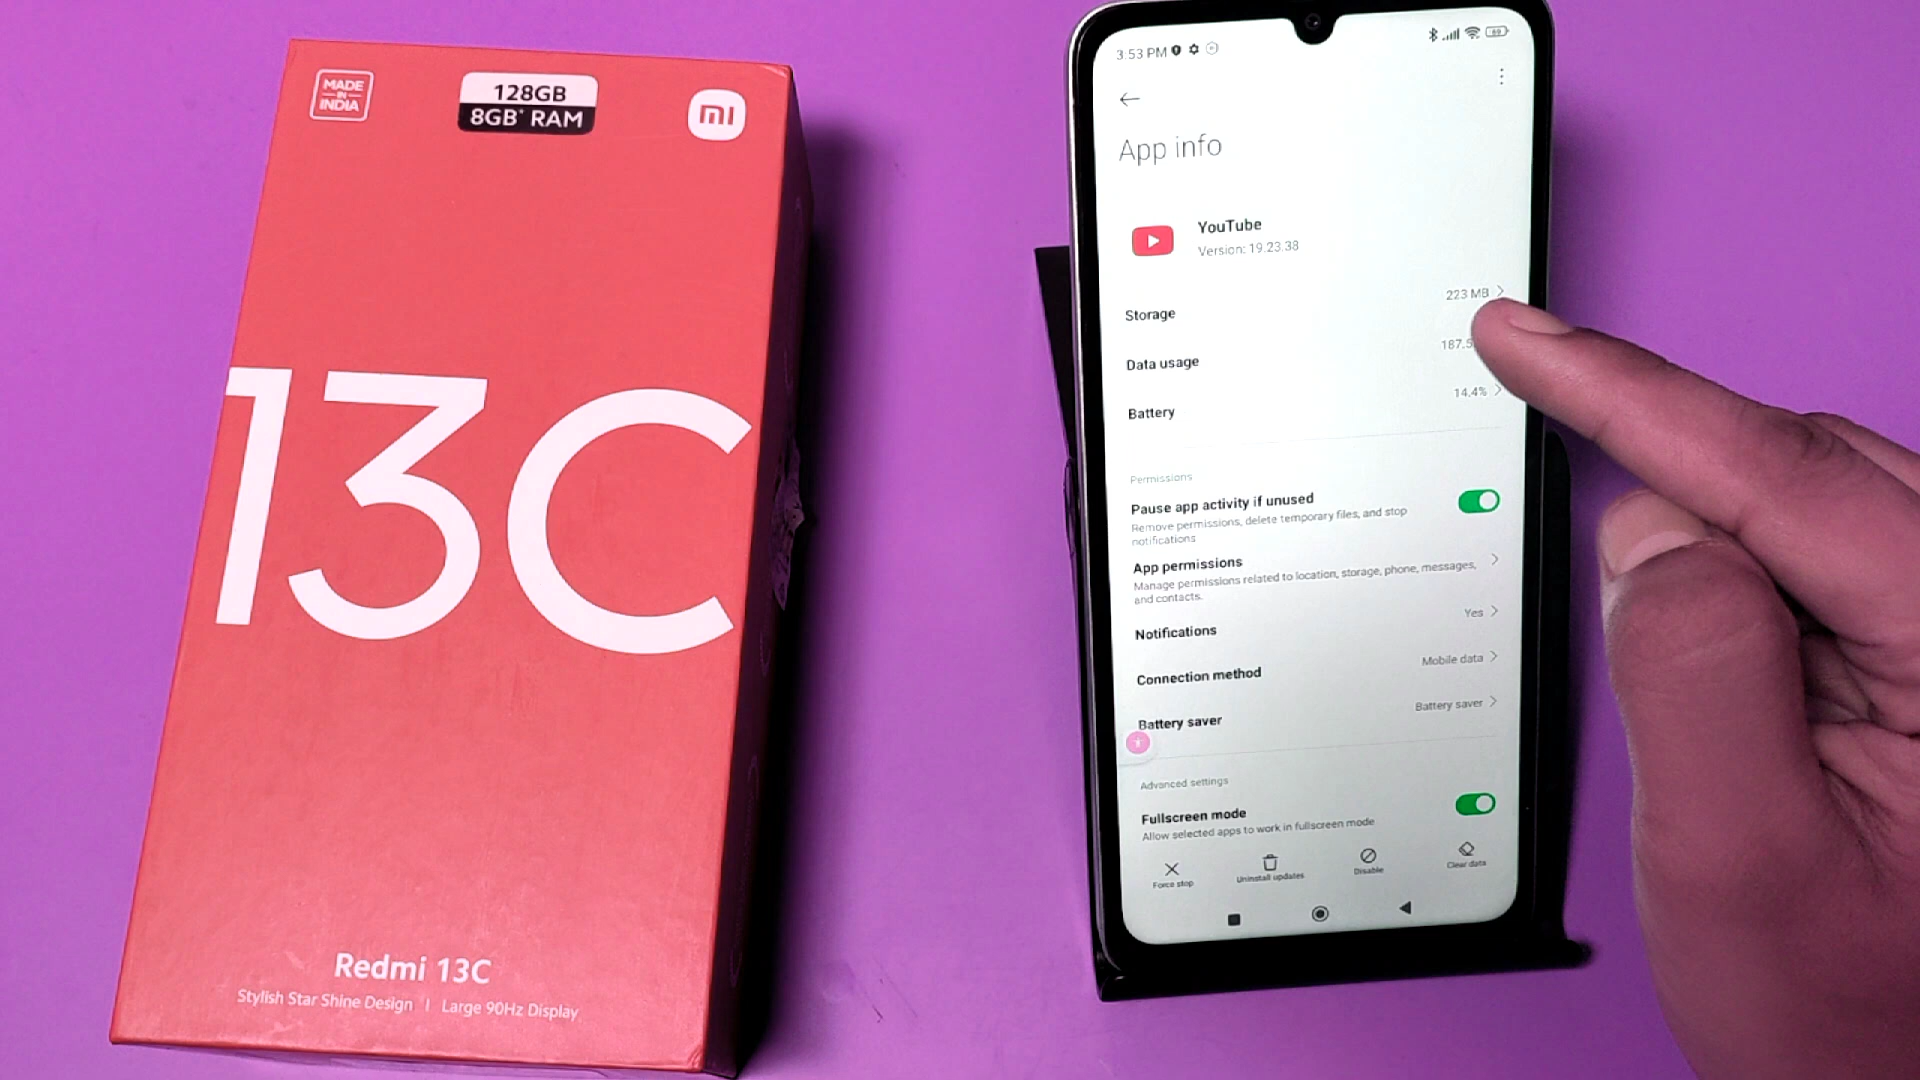 MADE
IN
INDIA
128GB
8GB* RAM
13C
Redmi 13C
Stylish Star Shine Design | Large 90Hz Display
3:53 PM
App info
YouTube
Version: 19.23.38
Storage 223 MB
Data usage 187.5
Battery 14.4%
Permissions
Pause app activity if unused
Remove permissions, delete temporary files, and stop
notifications
App permissions
Manage permissions related to location, storage, phone, messages,
and contacts.
Notifications Yes
Connection method Mobile data
Battery saver Battery saver
Advanced settings
Fullscreen mode
Allow selected apps to work in fullscreen mode
Force stop Uninstall updates Disable Clear data